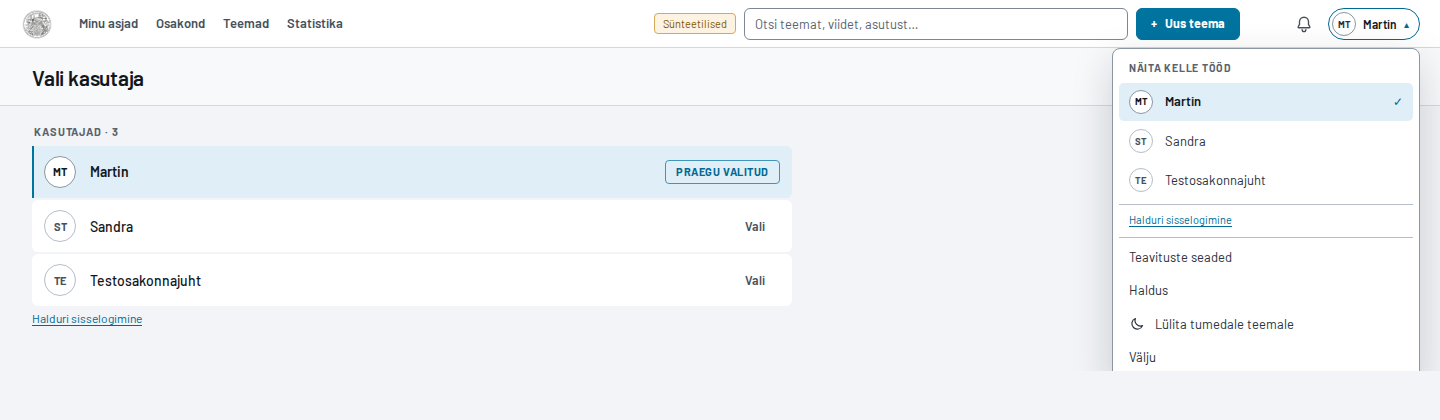 Minu asjad Osakond Teemad Statistika Sünteetilised Otsi teemat, viidet, asutust... + Uus teema MT Martin ▲
Vali kasutaja
KASUTAJAD · 3
MT Martin PRAEGU VALITUD
ST Sandra Vali
TE Testosakonnajuht Vali
Halduri sisselogimine
NÄITA KELLE TÖÖD
MT Martin ✓
ST Sandra
TE Testosakonnajuht
Halduri sisselogimine
Teavituste seaded
Haldus
Lülita tumedale teemale
Välju